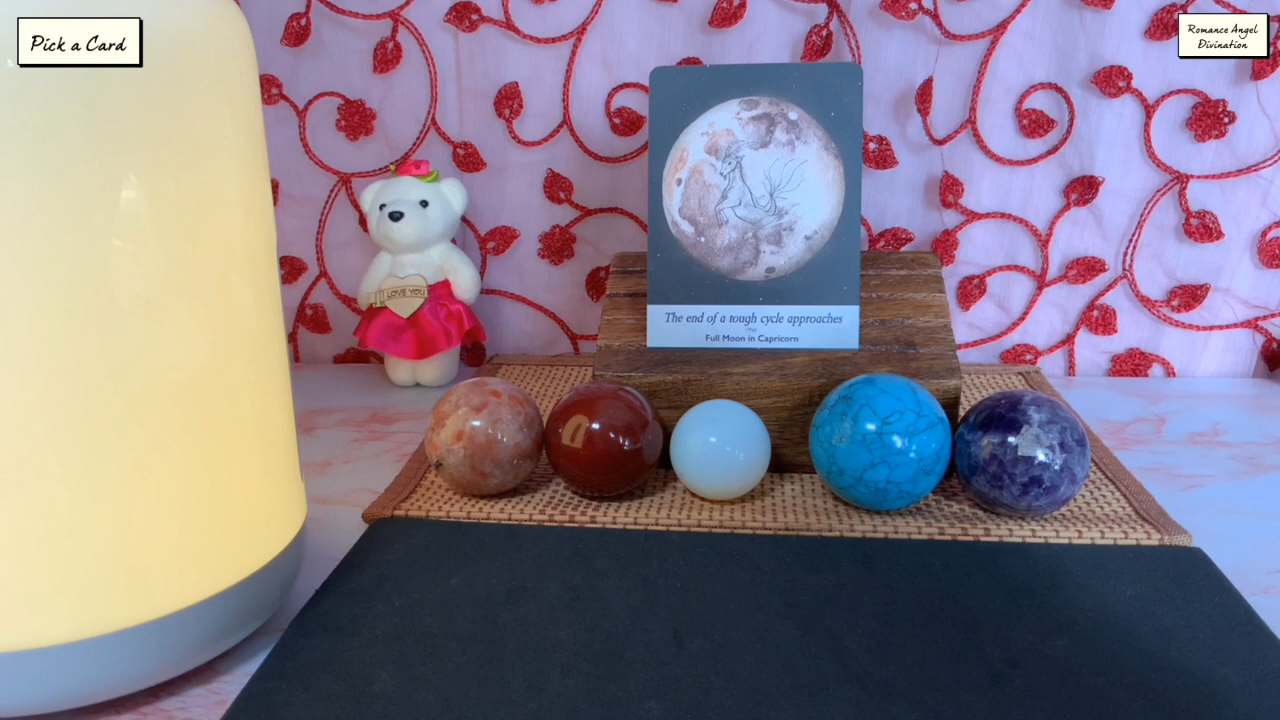 Pick a Card
Romance Angel
Divination
I LOVE YOU
The end of a tough cycle approaches
Full Moon in Capricorn